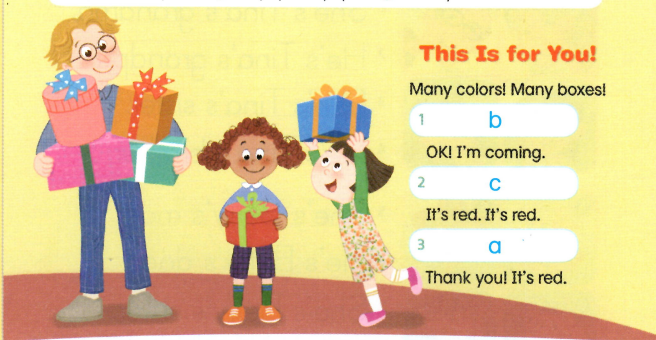 This Is for You!
Many colors! Many boxes!
1 b
OK! I'm coming.
2 c
It's red. It's red.
3 a
Thank you! It's red.